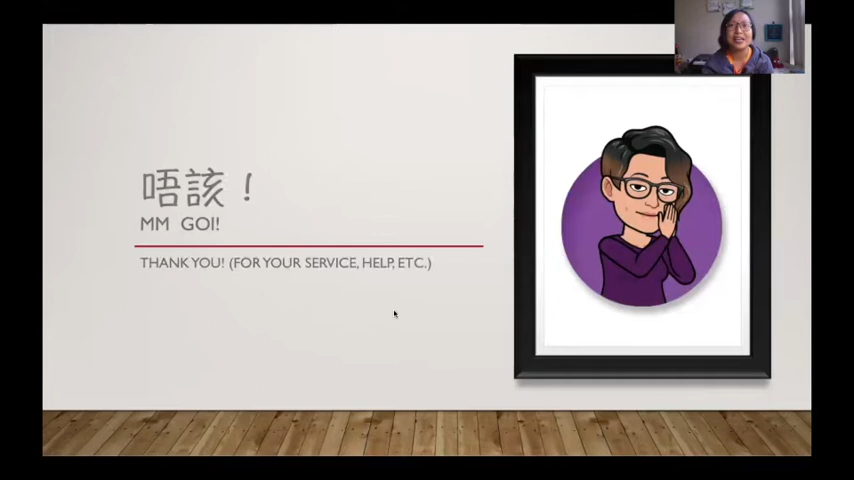 唔該！
MM GOI!
THANK YOU! (FOR YOUR SERVICE, HELP, ETC.)